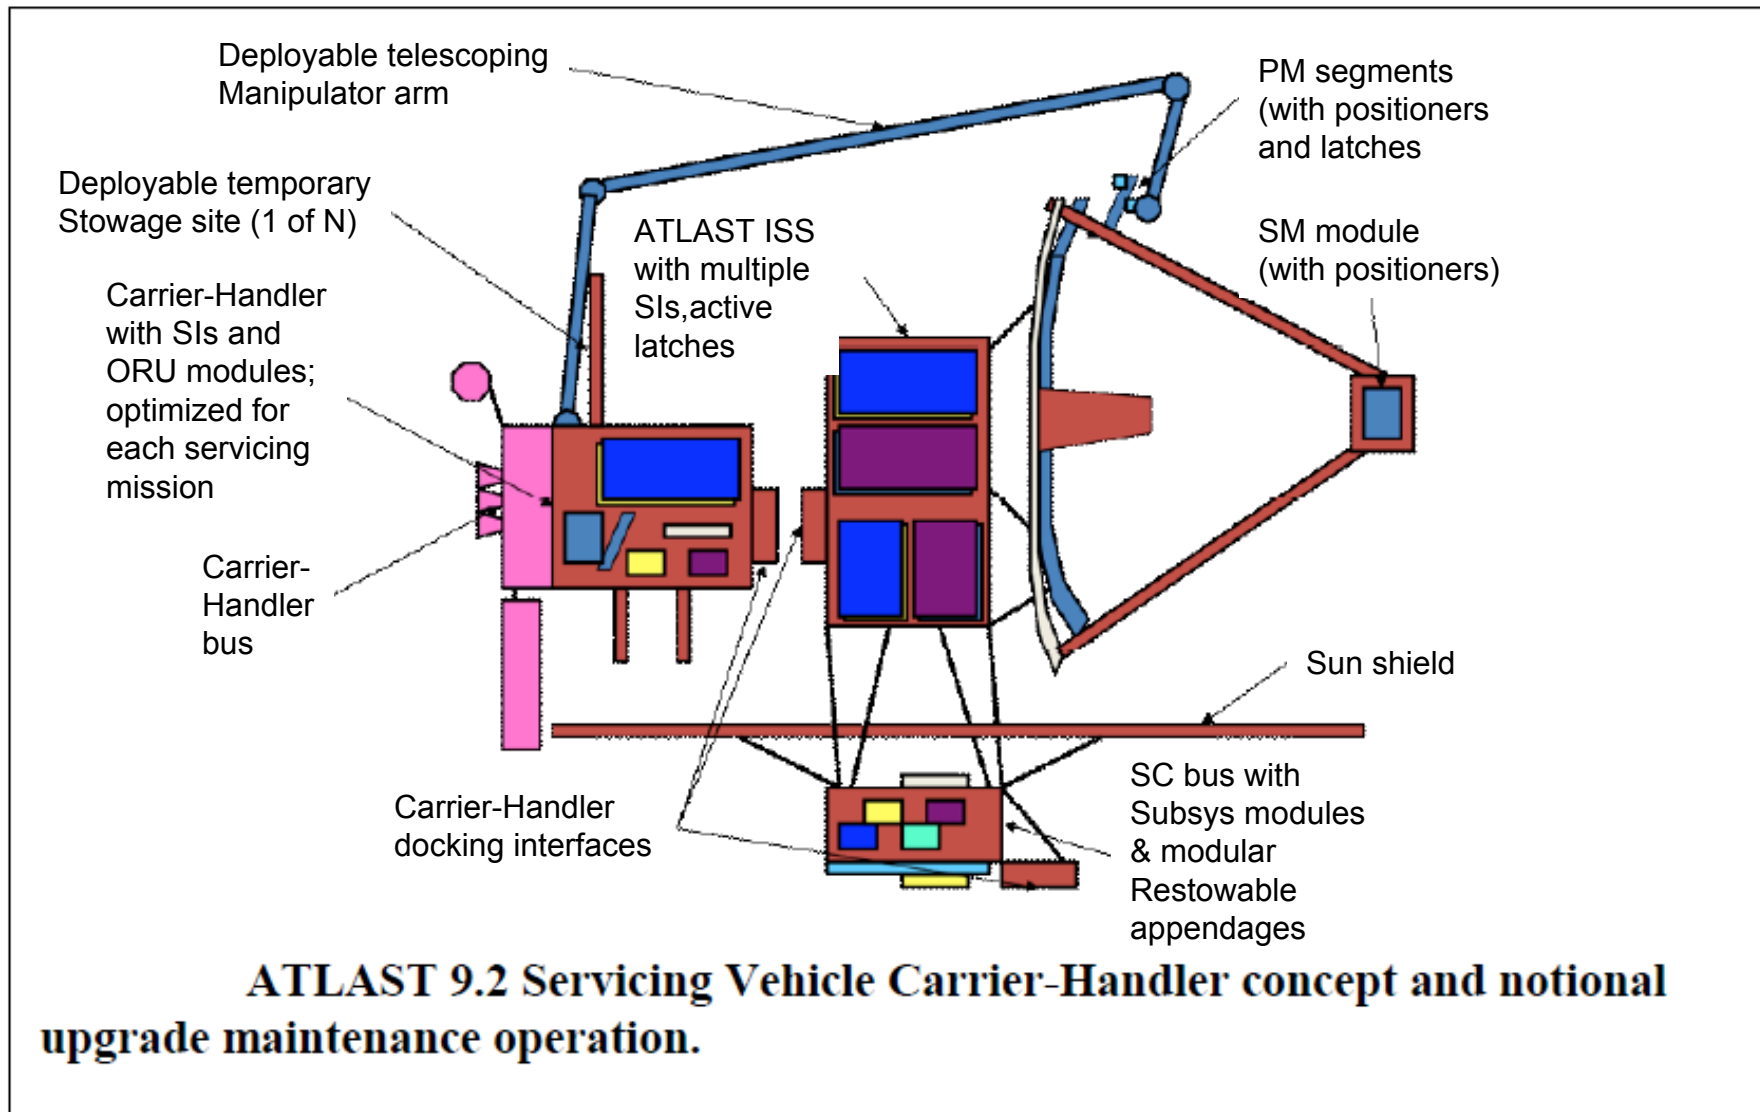 Deployable telescoping
Manipulator arm
PM segments
(with positioners
and latches
Deployable temporary
Stowage site (1 of N)
ATLAST ISS
with multiple
SIs,active
latches
SM module
(with positioners)
Carrier-Handler
with SIs and
ORU modules;
optimized for
each servicing
mission
Carrier-
Handler
bus
Sun shield
Carrier-Handler
docking interfaces
SC bus with
Subsys modules
& modular
Restowable
appendages
ATLAST 9.2 Servicing Vehicle Carrier-Handler concept and notional
upgrade maintenance operation.